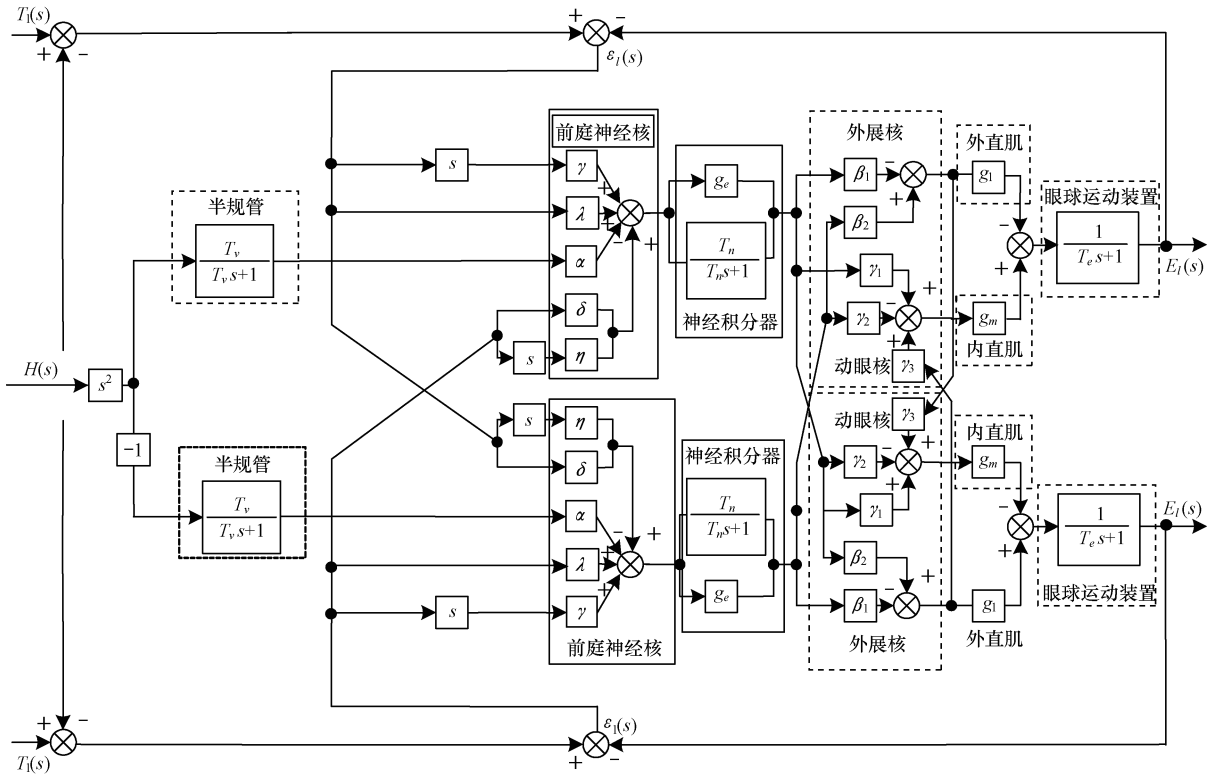 T_l(s)
+
−
+
−
ε_l(s)
前庭神经核
γ
s
λ
α
δ
s
η
+
+
−
+
半规管
T_v
T_v s+1
g_e
T_n
T_n s+1
神经积分器
外展核
β_1
−
+
β_2
γ_1
γ_2
−
+
+
动眼核
γ_3
外直肌
g_1
−
+
g_m
内直肌
眼球运动装置
1
T_e s+1
E_l(s)
H(s)
s²
−1
半规管
T_v
T_v s+1
s
η
δ
α
λ
s
γ
−
+
+
+
前庭神经核
神经积分器
T_n
T_n s+1
g_e
动眼核
γ_3
+
γ_2
−
+
γ_1
β_2
β_1
−
+
外展核
内直肌
g_m
−
+
g_1
外直肌
1
T_e s+1
眼球运动装置
E_l(s)
+
−
T_l(s)
ε_1(s)
+
−